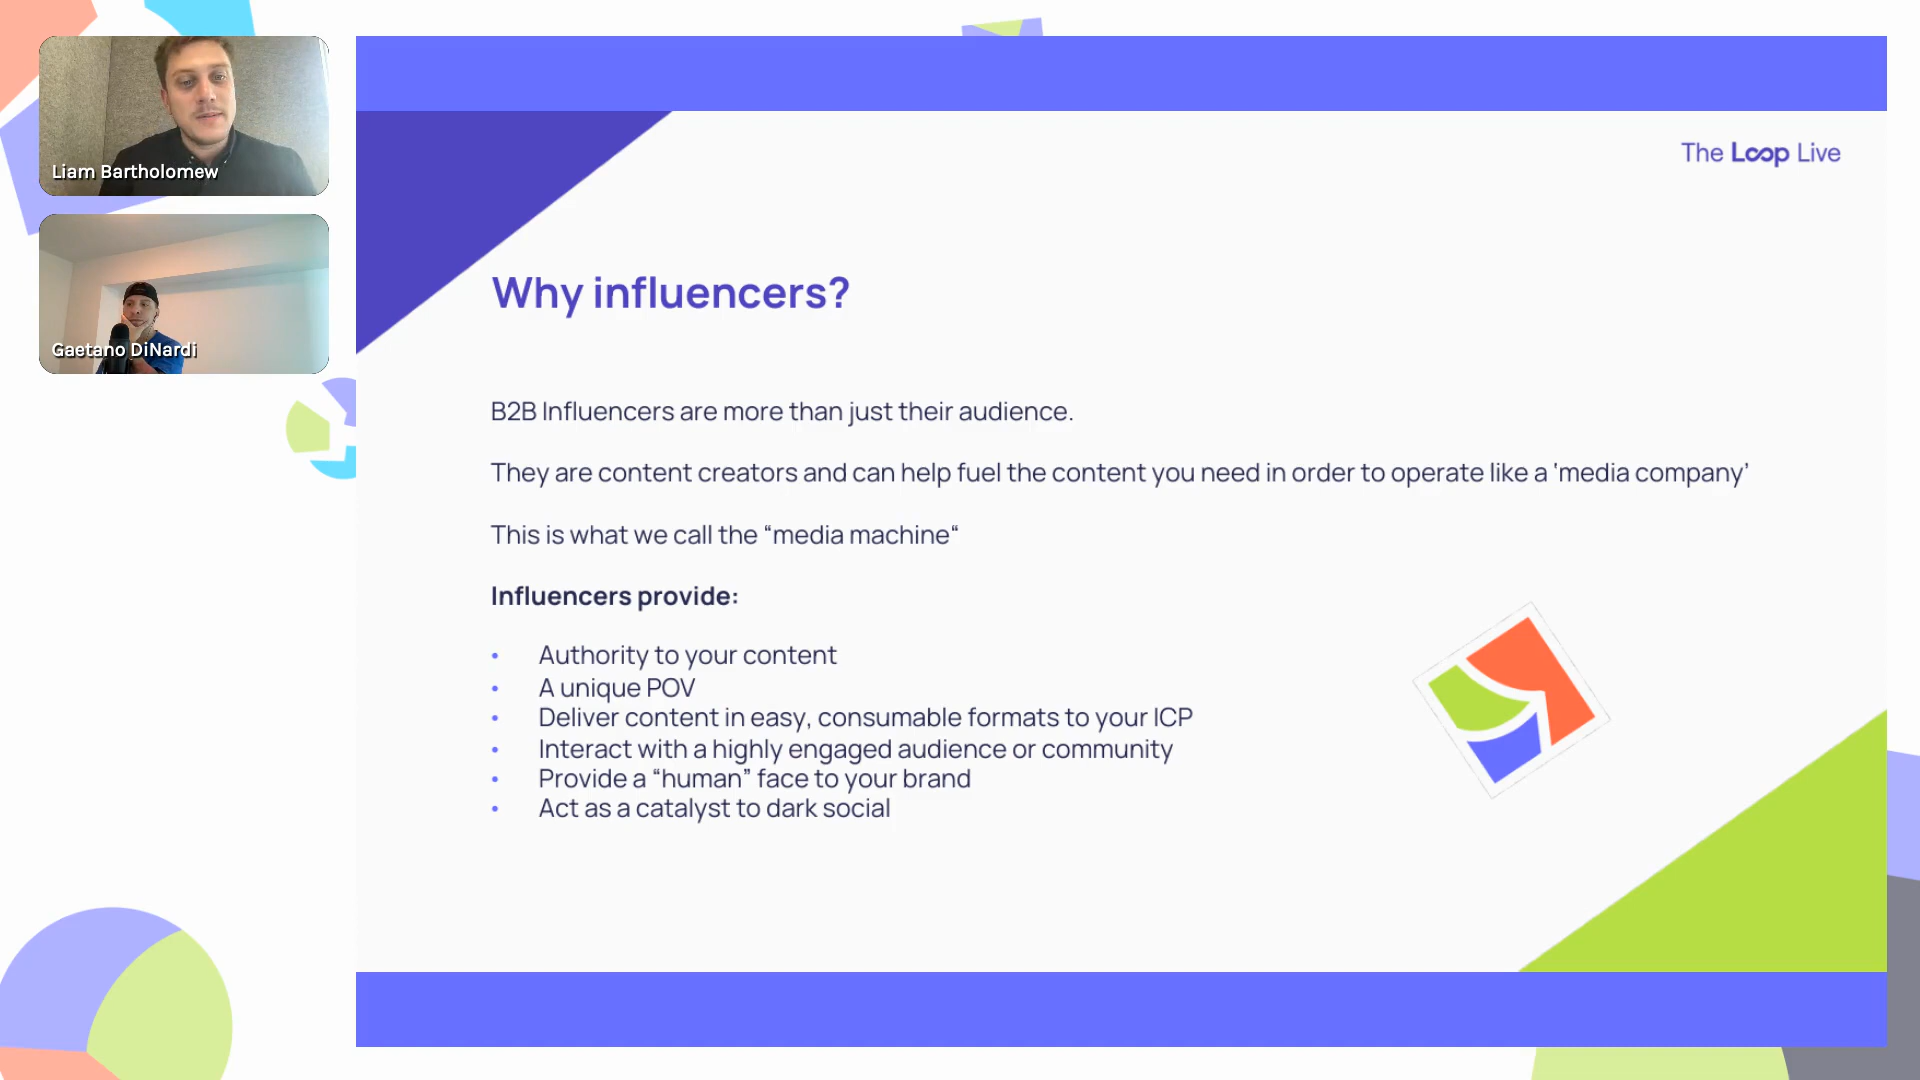 Liam Bartholomew
Gaetano DiNardi
The Loop Live
Why influencers?
B2B Influencers are more than just their audience.
They are content creators and can help fuel the content you need in order to operate like a ‘media company’
This is what we call the “media machine“
Influencers provide:
• Authority to your content
• A unique POV
• Deliver content in easy, consumable formats to your ICP
• Interact with a highly engaged audience or community
• Provide a “human” face to your brand
• Act as a catalyst to dark social